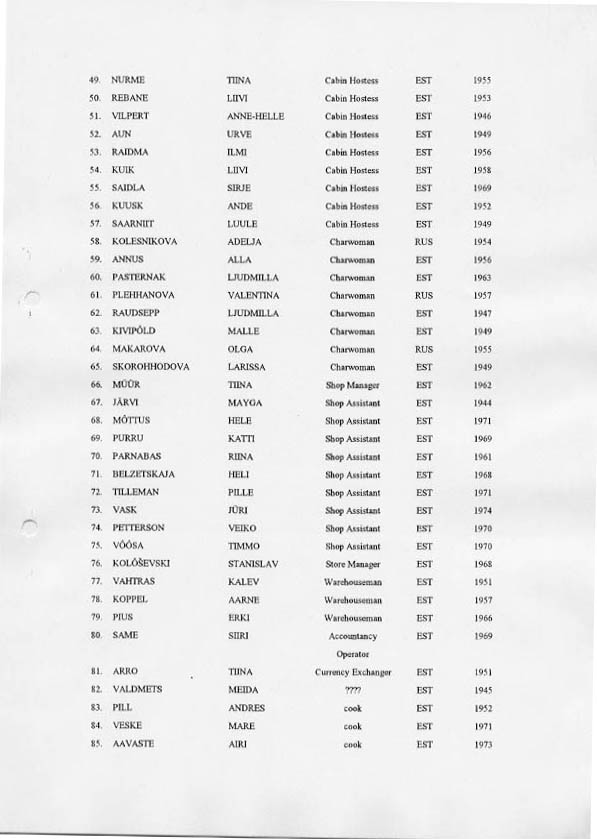 49. NURME TIINA Cabin Hostess EST 1955
50. REBANE LIIVI Cabin Hostess EST 1953
51. VILPERT ANNE-HELLE Cabin Hostess EST 1946
52. AUN URVE Cabin Hostess EST 1949
53. RAIDMA ILMI Cabin Hostess EST 1956
54. KUIK LIIVI Cabin Hostess EST 1958
55. SAIDLA SIRJE Cabin Hostess EST 1969
56. KUUSK ANDE Cabin Hostess EST 1952
57. SAARNIIT LUULE Cabin Hostess EST 1949
58. KOLESNIKOVA ADELJA Charwoman RUS 1954
59. ANNUS ALLA Charwoman EST 1956
60. PASTERNAK LJUDMILLA Charwoman EST 1963
61. PLEHHANOVA VALENTINA Charwoman RUS 1957
62. RAUDSEPP LJUDMILLA Charwoman EST 1947
63. KIVIPÕLD MALLE Charwoman EST 1949
64. MAKAROVA OLGA Charwoman RUS 1955
65. SKOROHHODOVA LARISSA Charwoman EST 1949
66. MÜÜR TIINA Shop Manager EST 1962
67. JÄRVI MAYGA Shop Assistant EST 1944
68. MÕTTUS HELE Shop Assistant EST 1971
69. PURRU KATTI Shop Assistant EST 1969
70. PARNABAS RIINA Shop Assistant EST 1961
71. BELZETSKAJA HELI Shop Assistant EST 1968
72. TILLEMAN PILLE Shop Assistant EST 1971
73. VASK JÜRI Shop Assistant EST 1974
74. PETTERSON VEIKO Shop Assistant EST 1970
75. VÕÕSA TIMMO Shop Assistant EST 1970
76. KOLÕŠEVSKI STANISLAV Store Manager EST 1968
77. VAHTRAS KALEV Warehouseman EST 1951
78. KOPPEL AARNE Warehouseman EST 1957
79. PIUS ERKI Warehouseman EST 1966
80. SAME SIIRI Accountancy EST 1969
Operator
81. ARRO TIINA Currency Exchanger EST 1951
82. VALDMETS MEIDA ???? EST 1945
83. PILL ANDRES cook EST 1952
84. VESKE MARE cook EST 1971
85. AAVASTE AIRI cook EST 1973